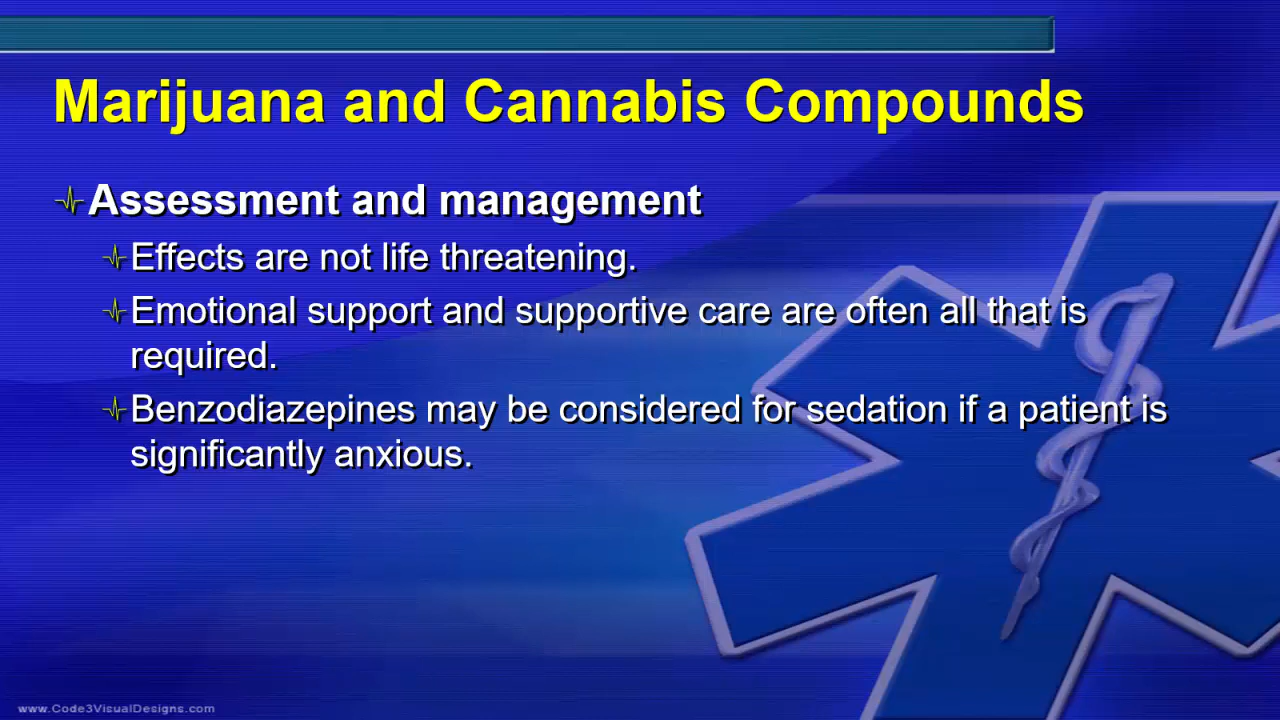 Marijuana and Cannabis Compounds
Assessment and management
Effects are not life threatening.
Emotional support and supportive care are often all that is
required.
Benzodiazepines may be considered for sedation if a patient is
significantly anxious.
www.Code3VisualDesigns.com